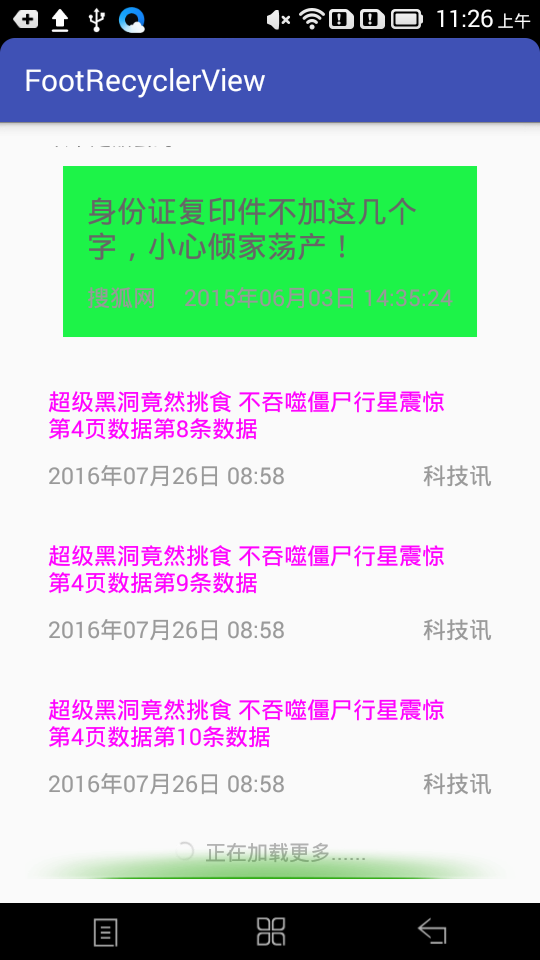 11:26 上午
FootRecyclerView
身份证复印件不加这几个
字，小心倾家荡产！
搜狐网 2015年06月03日 14:35:24
超级黑洞竟然挑食 不吞噬僵尸行星震惊
第4页数据第8条数据
2016年07月26日 08:58 科技讯
超级黑洞竟然挑食 不吞噬僵尸行星震惊
第4页数据第9条数据
2016年07月26日 08:58 科技讯
超级黑洞竟然挑食 不吞噬僵尸行星震惊
第4页数据第10条数据
2016年07月26日 08:58 科技讯
正在加载更多......